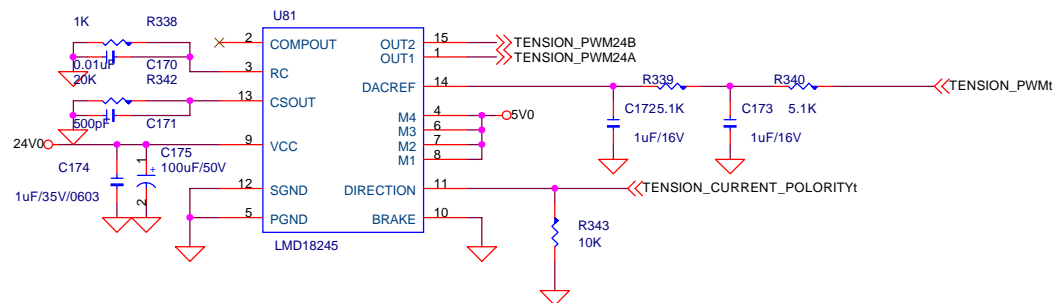 U81
1K R338
0.01uF C170
20K R342
500pF C171
24V0
C174
1uF/35V/0603
C175
100uF/50V
1
2
+
2 COMPOUT
3 RC
13 CSOUT
9 VCC
12 SGND
5 PGND
OUT2 15
OUT1 1
DACREF 14
M4 4
M3 6
M2 7
M1 8
DIRECTION 11
BRAKE 10
LMD18245
TENSION_PWM24B
TENSION_PWM24A
R339
R340
TENSION_PWMt
C172 5.1K
C173
5.1K
1uF/16V
1uF/16V
5V0
TENSION_CURRENT_POLORITYt
R343
10K